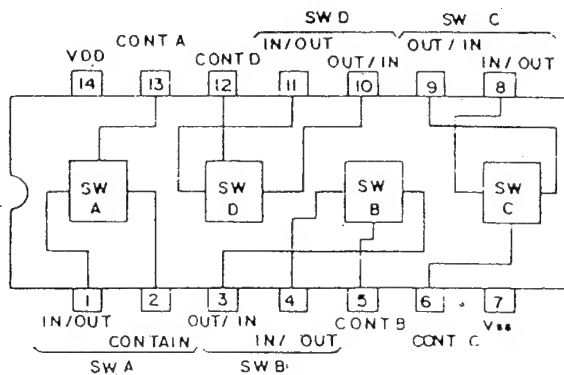 SW D SW C
CONT A IN/OUT OUT/IN
VDD CONT D OUT/IN IN/OUT
14 13 12 11 10 9 8
SW A SW D SW B SW C
1 2 3 4 5 6 7
IN/OUT OUT/IN CONT B Vss
CONTAIN IN/OUT CONT C
SW A SW B